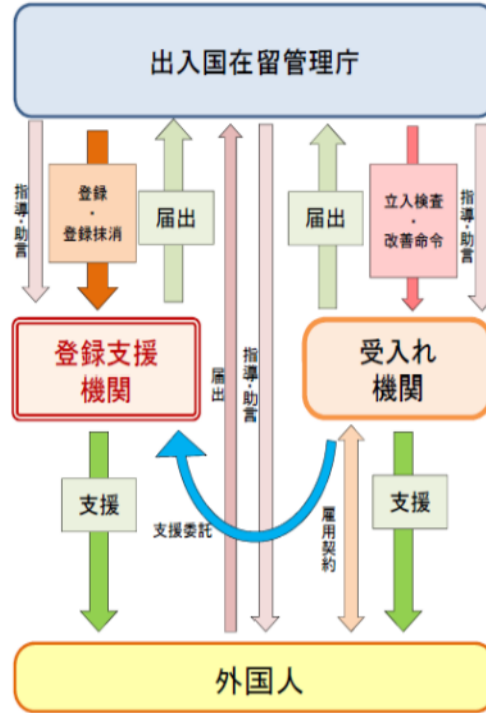 出入国在留管理庁
指導・助言
登録
・
登録抹消
届出
届出
立入検査
・
改善命令
指導・助言
登録支援
機関
届出
指導・助言
受入れ
機関
支援
支援委託
雇用契約
支援
外国人